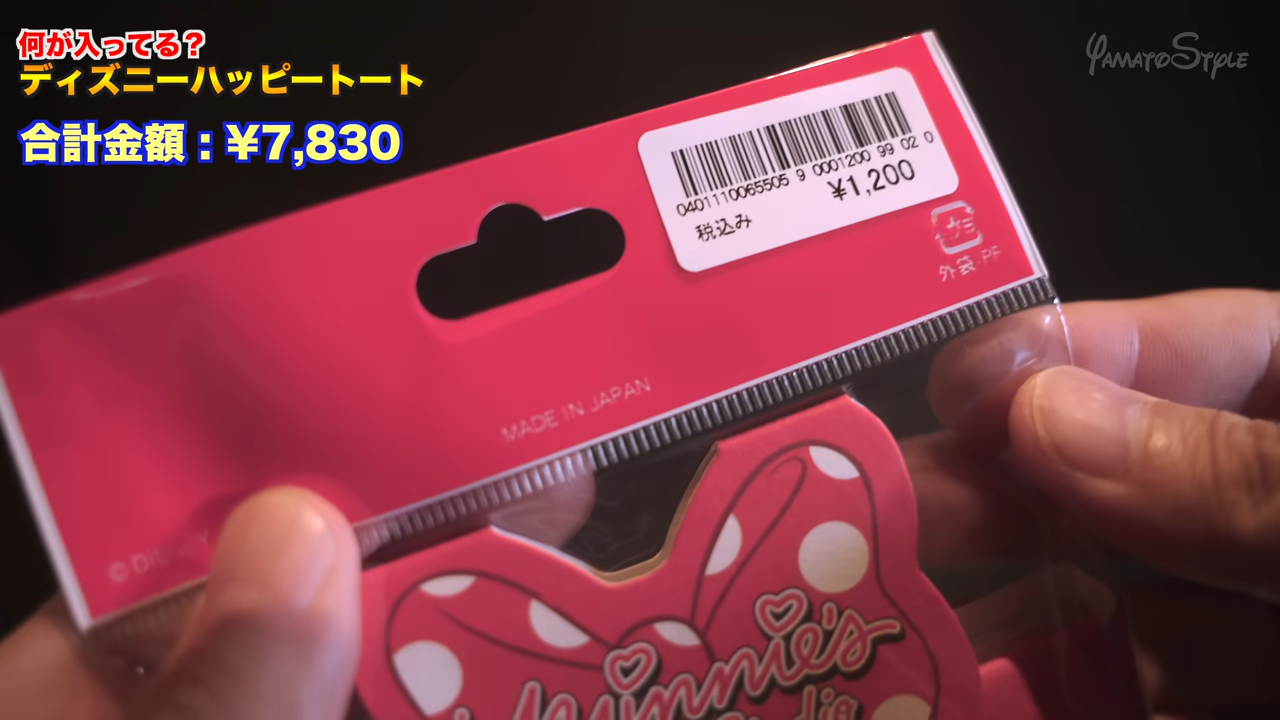 何が入ってる?
ディズニーハッピートート
合計金額:¥7,830
YAMATOSTYLE
0401110065505 9 0001200 99 02 0
¥1,200
税込み
外袋・PP
MADE IN JAPAN
© DISNEY
Minnie's